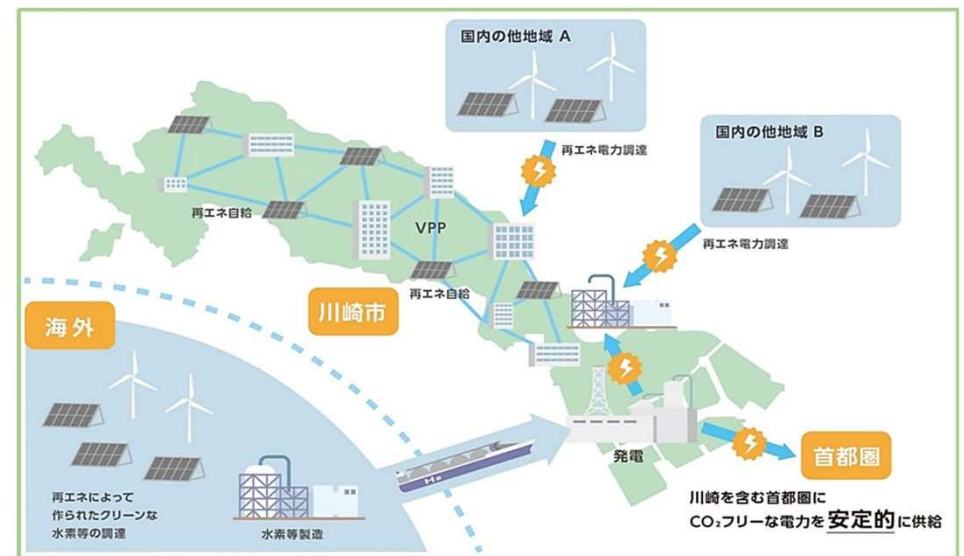 国内の他地域 A
再エネ電力調達
国内の他地域 B
再エネ電力調達
再エネ自給
VPP
再エネ自給
川崎市
海外
再エネによって
作られたクリーンな
水素等の調達
水素等製造
H₂
発電
首都圏
川崎を含む首都圏に
CO₂フリーな電力を安定的に供給